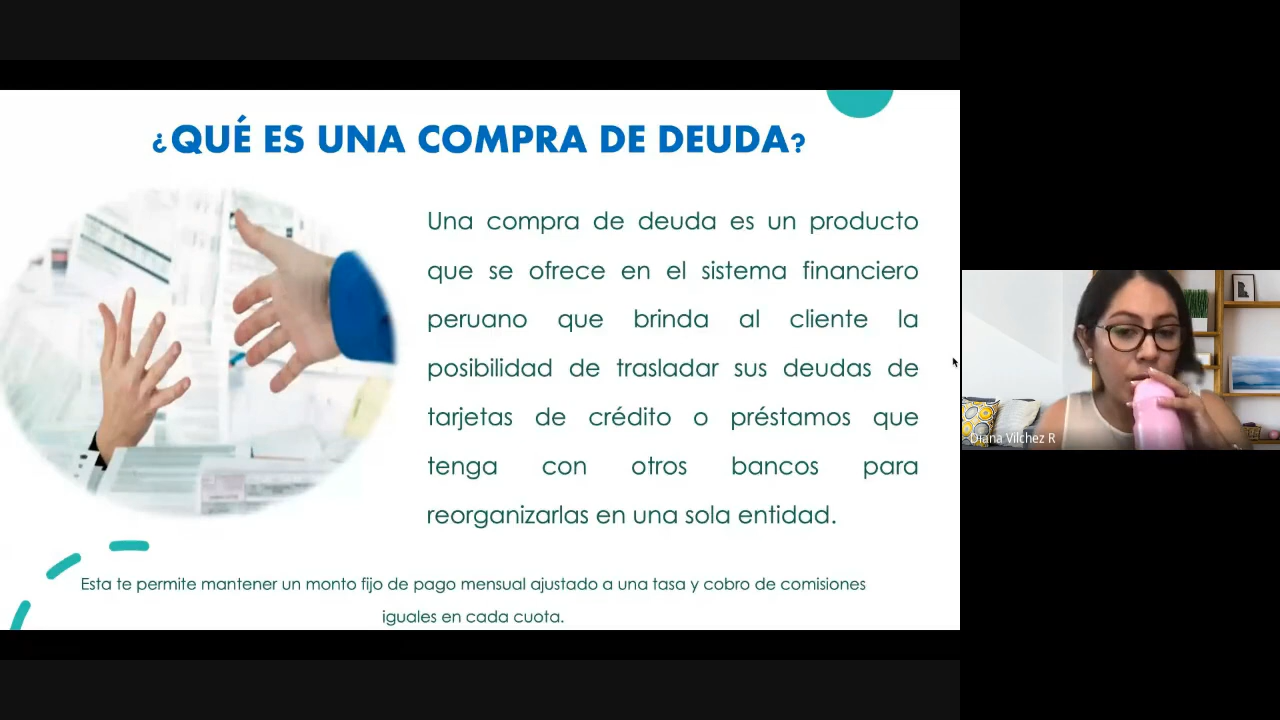 ¿QUÉ ES UNA COMPRA DE DEUDA?
Una compra de deuda es un producto
que se ofrece en el sistema financiero
peruano que brinda al cliente la
posibilidad de trasladar sus deudas de
tarjetas de crédito o préstamos que
tenga con otros bancos para
reorganizarlas en una sola entidad.
Esta te permite mantener un monto fijo de pago mensual ajustado a una tasa y cobro de comisiones
iguales en cada cuota.
Diana Vilchez R